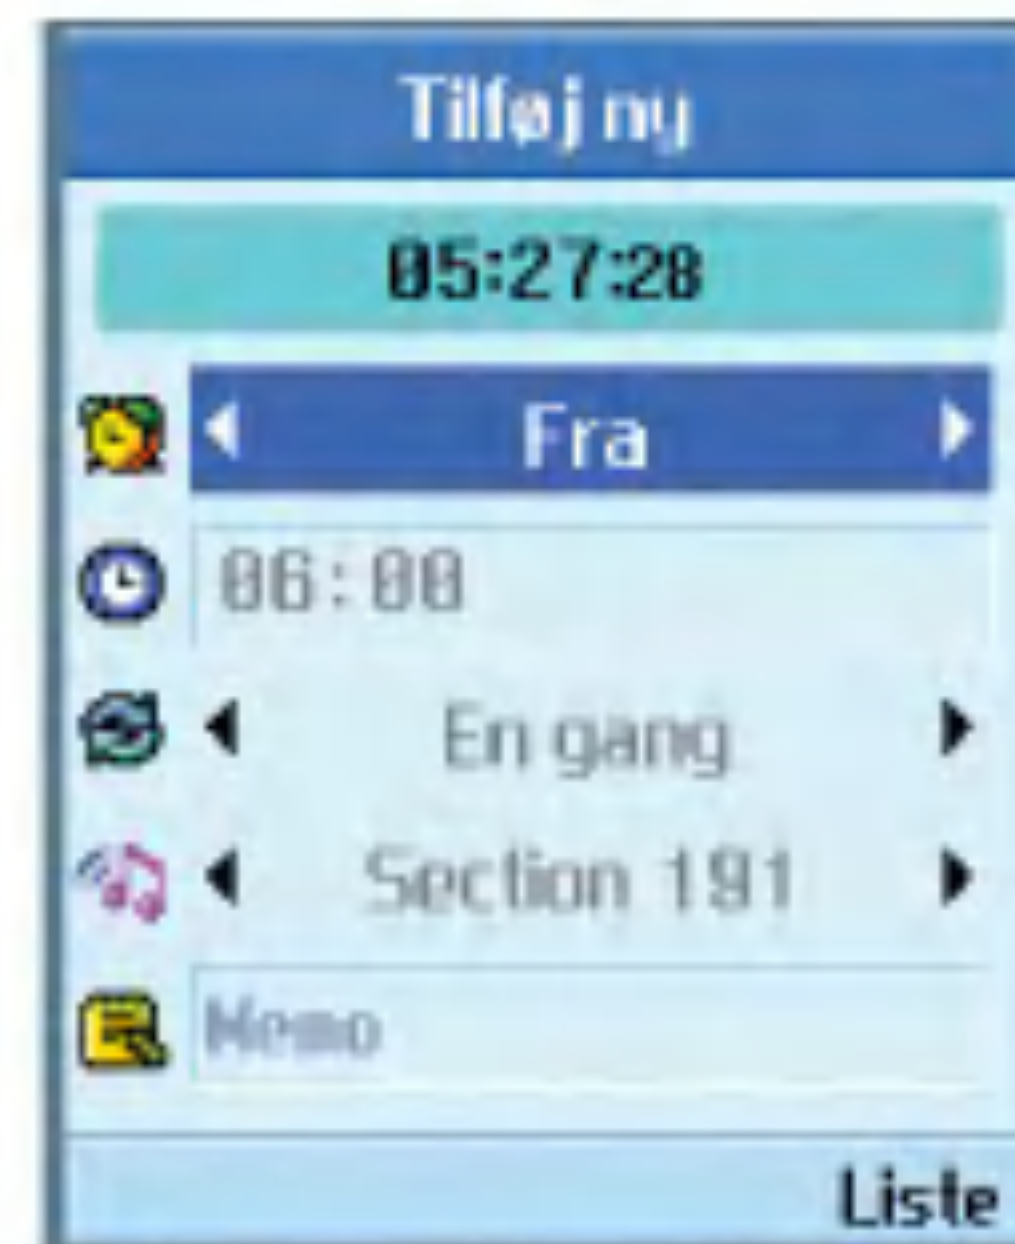 Tilføj ny
05:27:28
Fra
06:00
En gang
Section 191
Memo
Liste